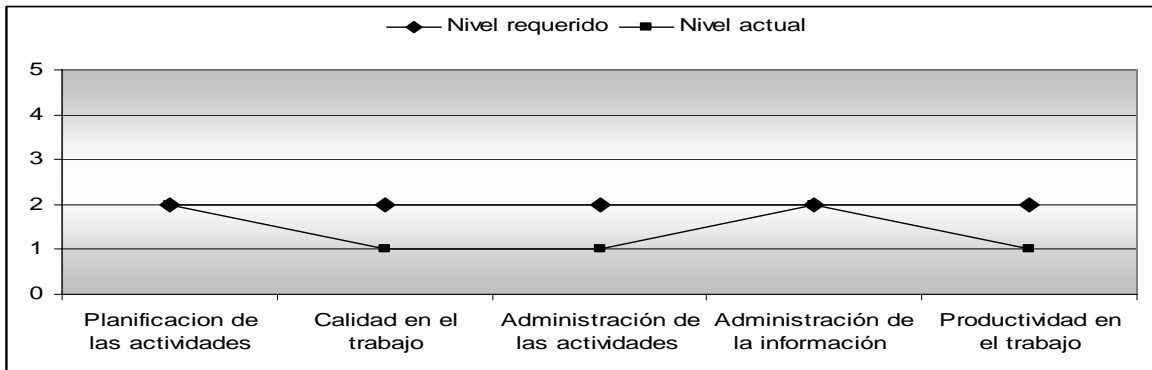 Nivel requerido Nivel actual
5
4
3
2
1
0
Planificacion de
las actividades
Calidad en el
trabajo
Administración de
las actividades
Administración de
la información
Productividad en
el trabajo